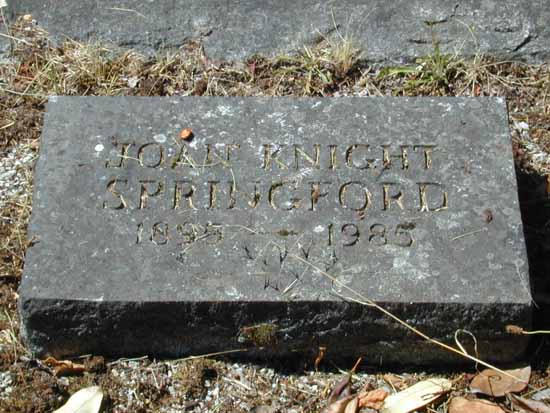 JOAN KNIGHT
SPRINGFORD
1895 — 1985